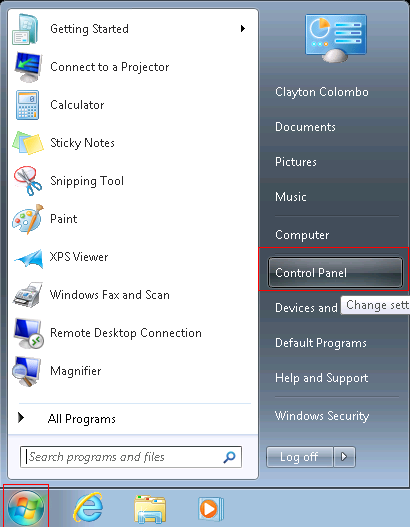 Getting Started
Connect to a Projector
Calculator
Sticky Notes
Snipping Tool
Paint
XPS Viewer
Windows Fax and Scan
Remote Desktop Connection
Magnifier
All Programs
Search programs and files
Clayton Colombo
Documents
Pictures
Music
Computer
Control Panel
Devices and
Change sett
Default Programs
Help and Support
Windows Security
Log off